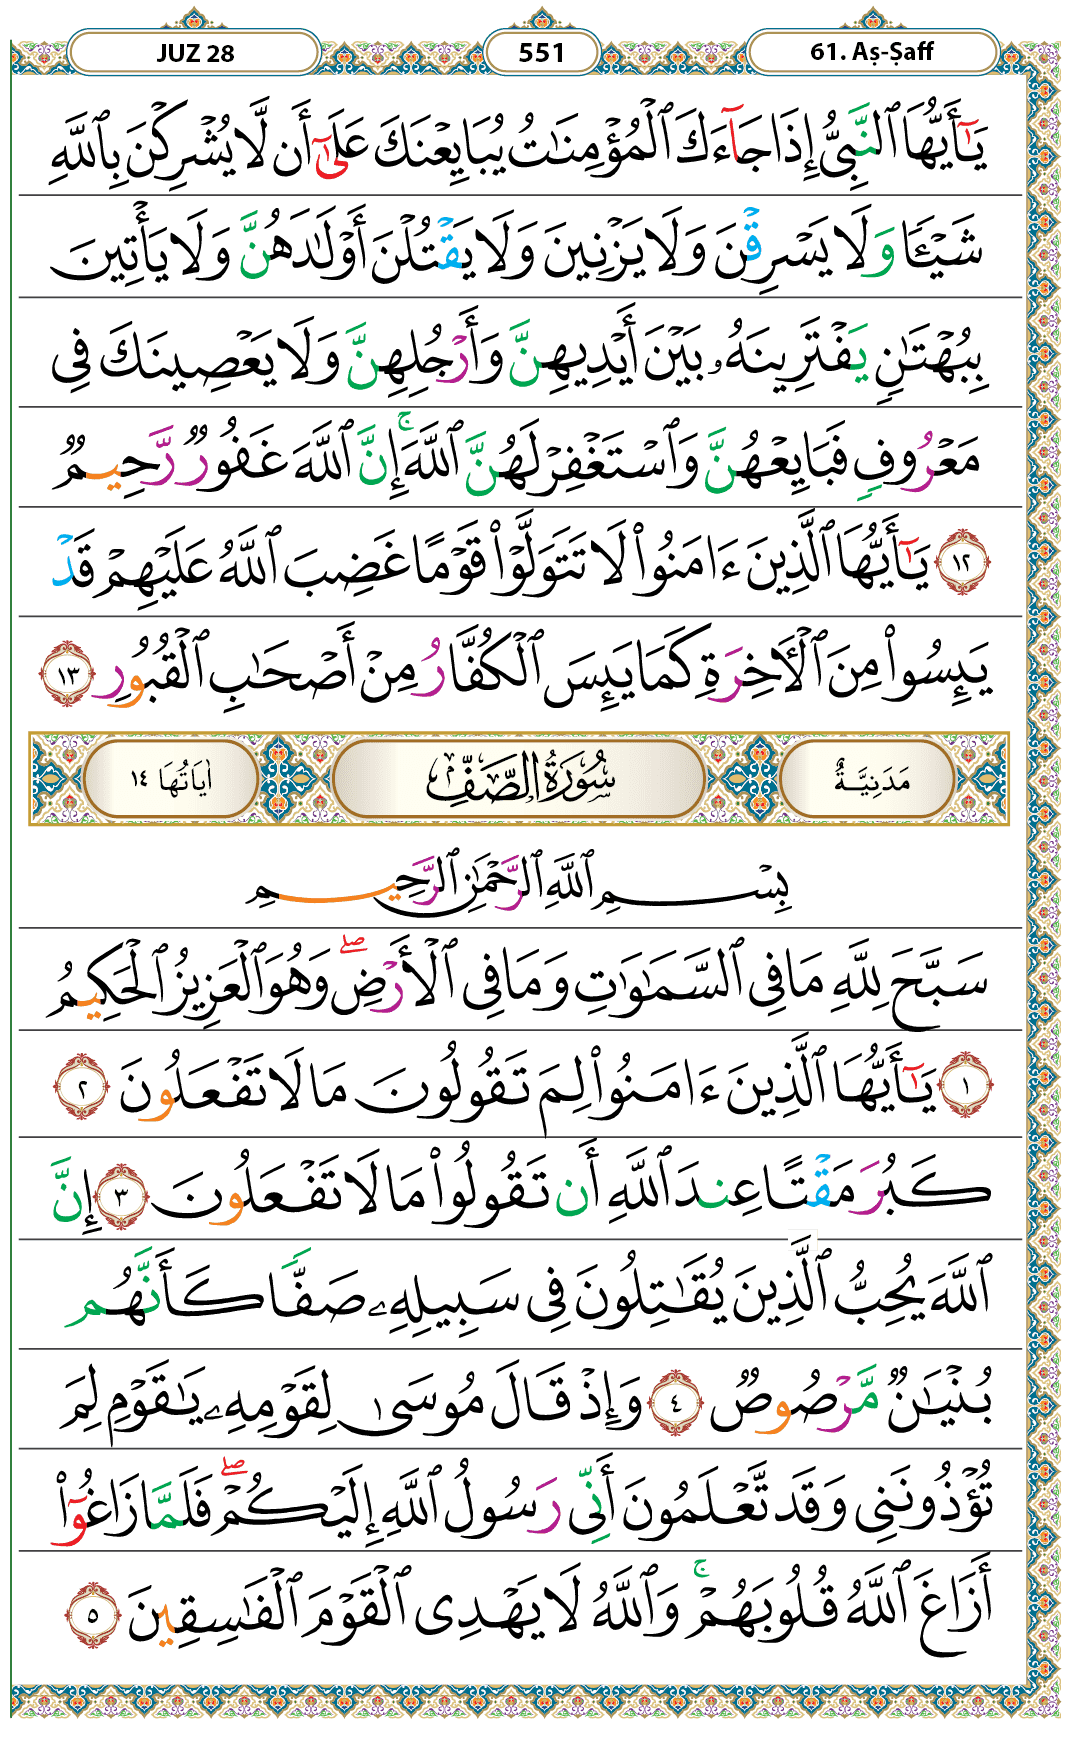 JUZ 28 551 61. Aṣ-Ṣaff
يَـٰٓأَيُّهَا ٱلنَّبِىُّ إِذَا جَآءَكَ ٱلْمُؤْمِنَـٰتُ يُبَايِعْنَكَ عَلَىٰٓ أَن لَّا يُشْرِكْنَ بِٱللَّهِ
شَيْـًٔا وَلَا يَسْرِقْنَ وَلَا يَزْنِينَ وَلَا يَقْتُلْنَ أَوْلَـٰدَهُنَّ وَلَا يَأْتِينَ
بِبُهْتَـٰنٍ يَفْتَرِينَهُۥ بَيْنَ أَيْدِيهِنَّ وَأَرْجُلِهِنَّ وَلَا يَعْصِينَكَ فِى
مَعْرُوفٍ فَبَايِعْهُنَّ وَٱسْتَغْفِرْ لَهُنَّ ٱللَّهَ ۚ إِنَّ ٱللَّهَ غَفُورٌ رَّحِيمٌ
١٢ يَـٰٓأَيُّهَا ٱلَّذِينَ ءَامَنُوا۟ لَا تَتَوَلَّوْا۟ قَوْمًا غَضِبَ ٱللَّهُ عَلَيْهِمْ قَدْ
يَئِسُوا۟ مِنَ ٱلْـَٔاخِرَةِ كَمَا يَئِسَ ٱلْكُفَّارُ مِنْ أَصْحَـٰبِ ٱلْقُبُورِ ١٣
مَدَنِيَّةٌ سُورَةُ الصَّفِّ اٰيَاتُهَا ١٤
بِسْمِ ٱللَّهِ ٱلرَّحْمَـٰنِ ٱلرَّحِيمِ
سَبَّحَ لِلَّهِ مَا فِى ٱلسَّمَـٰوَٰتِ وَمَا فِى ٱلْأَرْضِ ۖ وَهُوَ ٱلْعَزِيزُ ٱلْحَكِيمُ
١ يَـٰٓأَيُّهَا ٱلَّذِينَ ءَامَنُوا۟ لِمَ تَقُولُونَ مَا لَا تَفْعَلُونَ ٢
كَبُرَ مَقْتًا عِندَ ٱللَّهِ أَن تَقُولُوا۟ مَا لَا تَفْعَلُونَ ٣ إِنَّ
ٱللَّهَ يُحِبُّ ٱلَّذِينَ يُقَـٰتِلُونَ فِى سَبِيلِهِۦ صَفًّا كَأَنَّهُم
بُنْيَـٰنٌ مَّرْصُوصٌ ٤ وَإِذْ قَالَ مُوسَىٰ لِقَوْمِهِۦ يَـٰقَوْمِ لِمَ
تُؤْذُونَنِى وَقَد تَّعْلَمُونَ أَنِّى رَسُولُ ٱللَّهِ إِلَيْكُمْ ۖ فَلَمَّا زَاغُوٓا۟
أَزَاغَ ٱللَّهُ قُلُوبَهُمْ ۚ وَٱللَّهُ لَا يَهْدِى ٱلْقَوْمَ ٱلْفَـٰسِقِينَ ٥